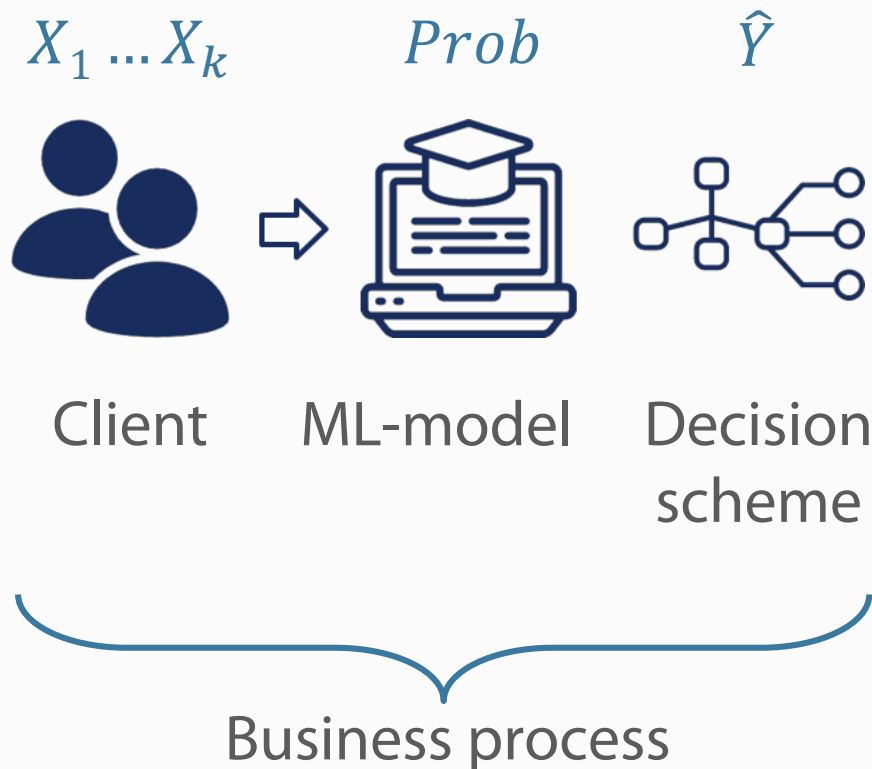 X₁ … Xₖ
Prob
Ŷ
Client
ML-model
Decision
scheme
Business process